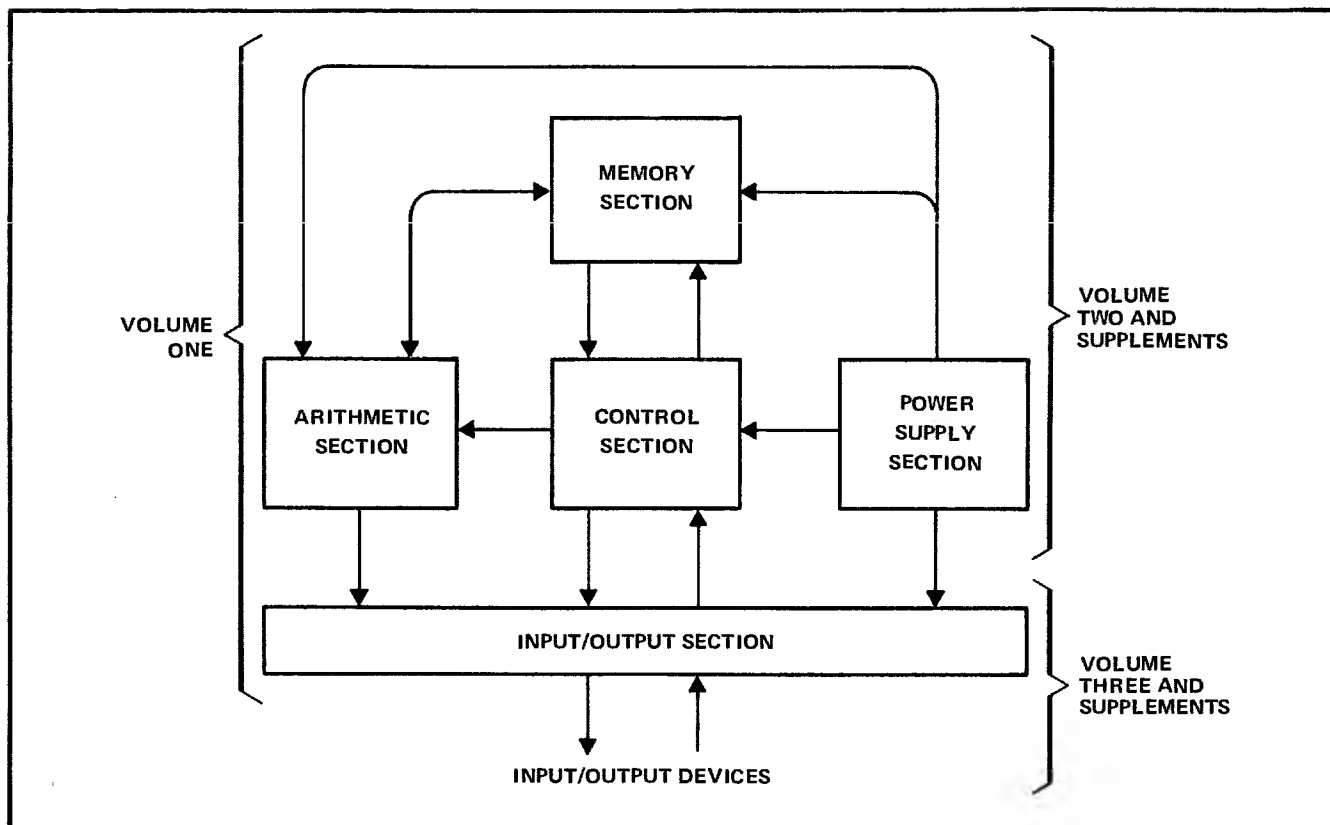 MEMORY
SECTION
VOLUME
ONE
VOLUME
TWO AND
SUPPLEMENTS
ARITHMETIC
SECTION
CONTROL
SECTION
POWER
SUPPLY
SECTION
INPUT/OUTPUT SECTION
VOLUME
THREE AND
SUPPLEMENTS
INPUT/OUTPUT DEVICES